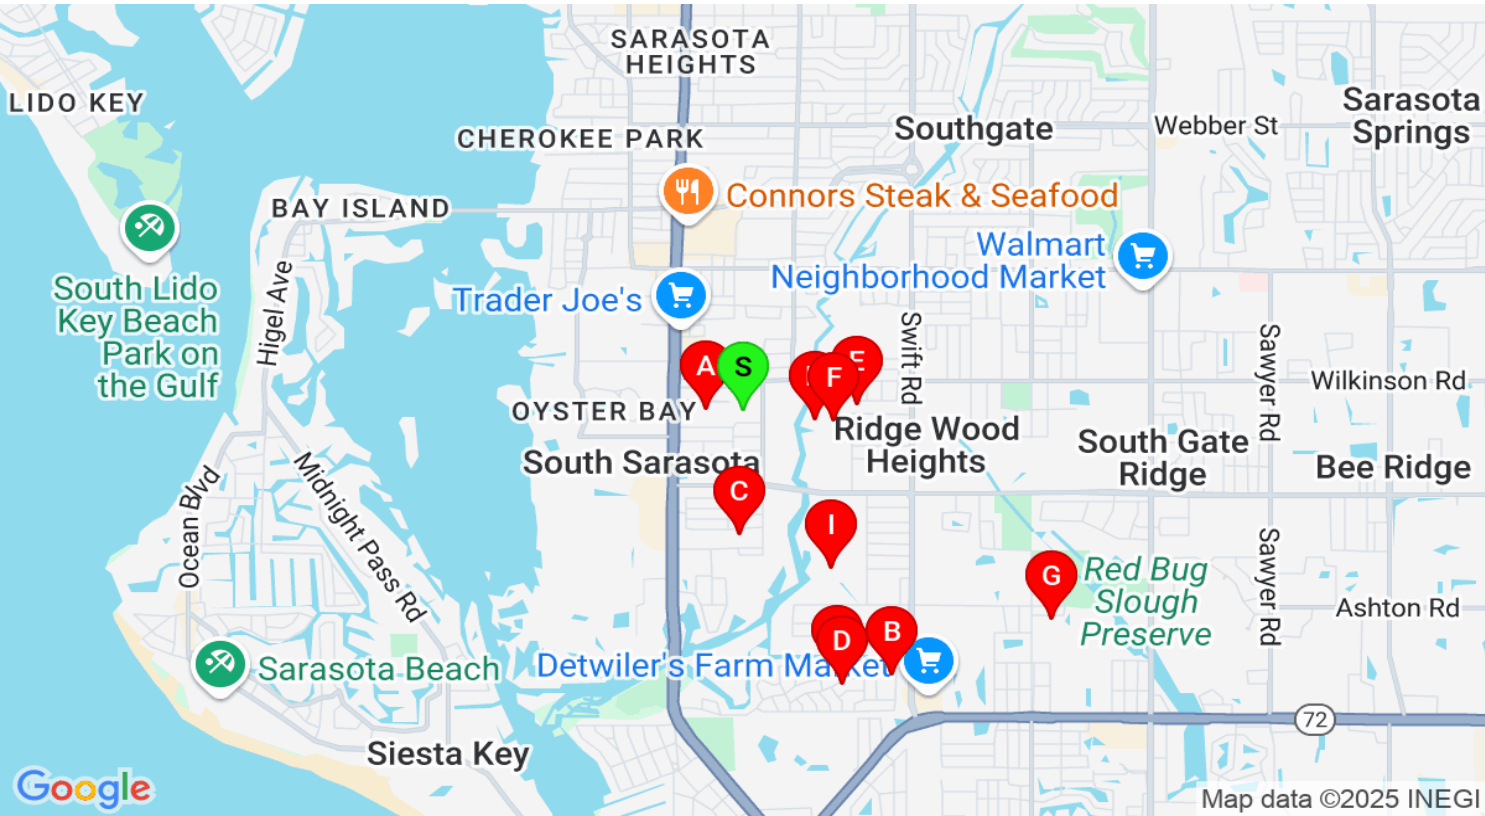 SARASOTA
HEIGHTS
LIDO KEY
CHEROKEE PARK
Southgate
Webber St
Sarasota
Springs
Connors Steak & Seafood
BAY ISLAND
Walmart
Neighborhood Market
South Lido
Key Beach
Park on
the Gulf
Higel Ave
Trader Joe's
Swift Rd
Sawyer Rd
A
S
F
E
Wilkinson Rd
OYSTER BAY
Ridge Wood
Heights
South Gate
Ridge
Bee Ridge
South Sarasota
C
I
Ocean Blvd
Midnight Pass Rd
G
Red Bug
Slough
Preserve
Sawyer Rd
Ashton Rd
D
B
Detwiler's Farm Market
Sarasota Beach
72
Siesta Key
Google
Map data ©2025 INEGI